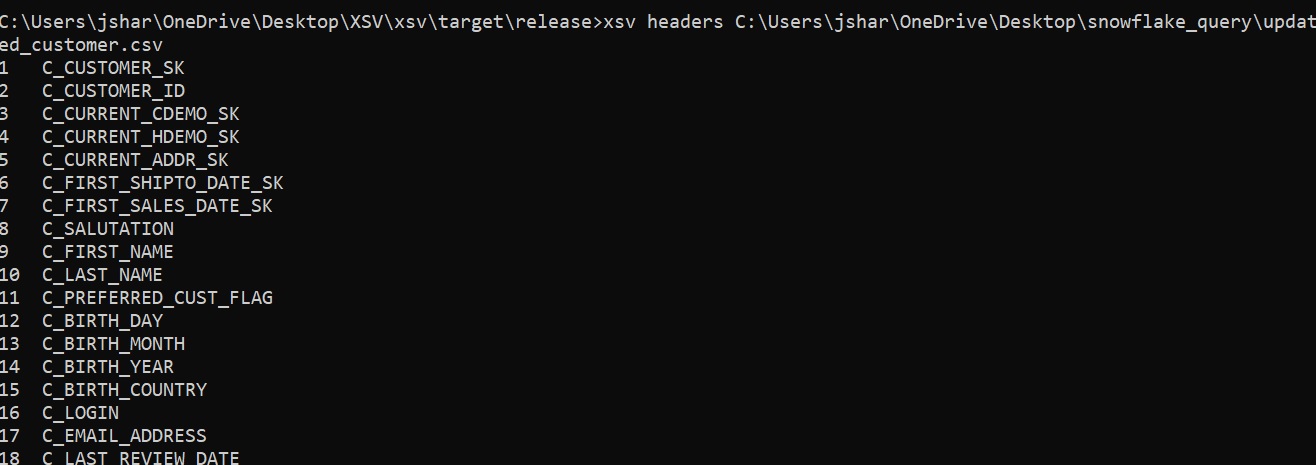 C:\Users\jshar\OneDrive\Desktop\XSV\xsv\target\release>xsv headers C:\Users\jshar\OneDrive\Desktop\snowflake_query\updat
ed_customer.csv
1 C_CUSTOMER_SK
2 C_CUSTOMER_ID
3 C_CURRENT_CDEMO_SK
4 C_CURRENT_HDEMO_SK
5 C_CURRENT_ADDR_SK
6 C_FIRST_SHIPTO_DATE_SK
7 C_FIRST_SALES_DATE_SK
8 C_SALUTATION
9 C_FIRST_NAME
10 C_LAST_NAME
11 C_PREFERRED_CUST_FLAG
12 C_BIRTH_DAY
13 C_BIRTH_MONTH
14 C_BIRTH_YEAR
15 C_BIRTH_COUNTRY
16 C_LOGIN
17 C_EMAIL_ADDRESS
18 C_LAST_REVIEW_DATE